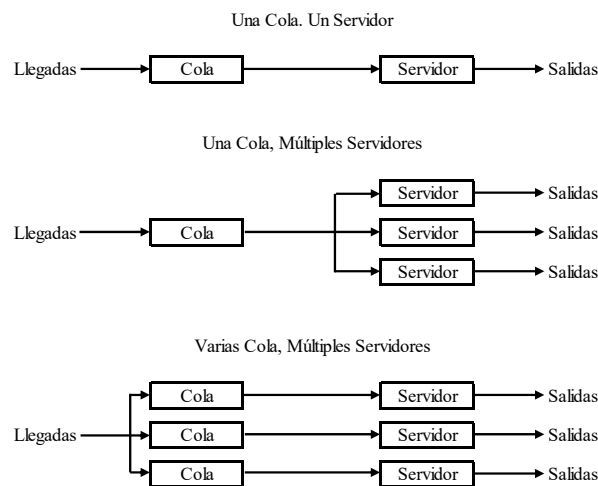 Una Cola. Un Servidor
Llegadas Cola Servidor Salidas
Una Cola, Múltiples Servidores
Servidor Salidas
Llegadas Cola Servidor Salidas
Servidor Salidas
Varias Cola, Múltiples Servidores
Cola Servidor Salidas
Llegadas Cola Servidor Salidas
Cola Servidor Salidas